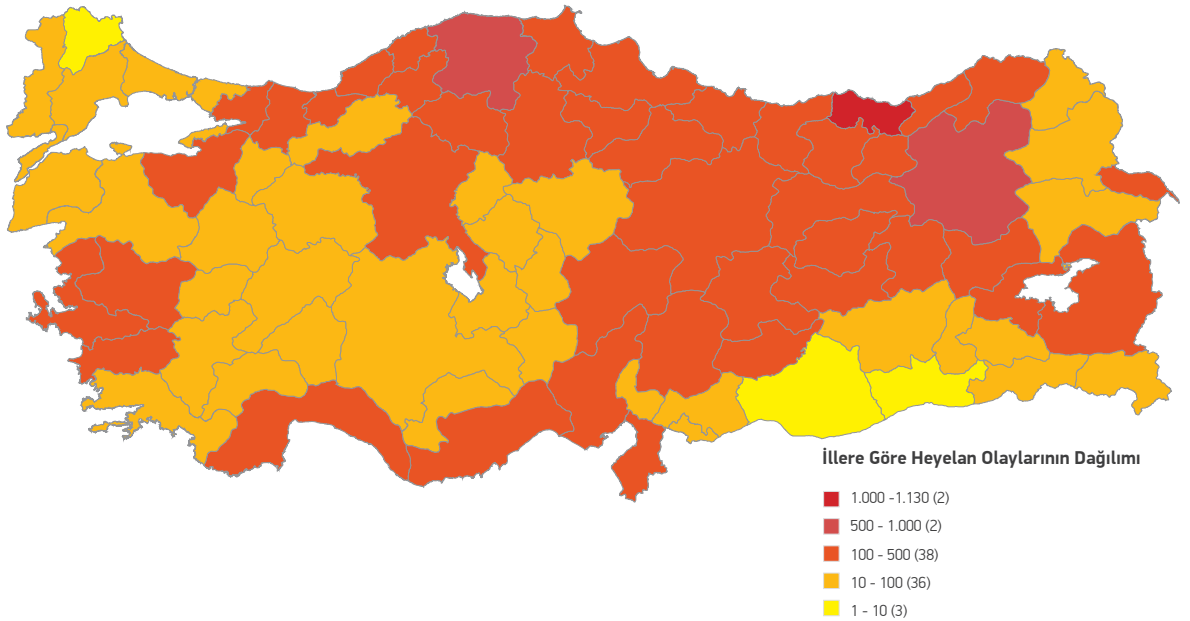 İllere Göre Heyelan Olaylarının Dağılımı
1.000 -1.130 (2)
500 - 1.000 (2)
100 - 500 (38)
10 - 100 (36)
1 - 10 (3)